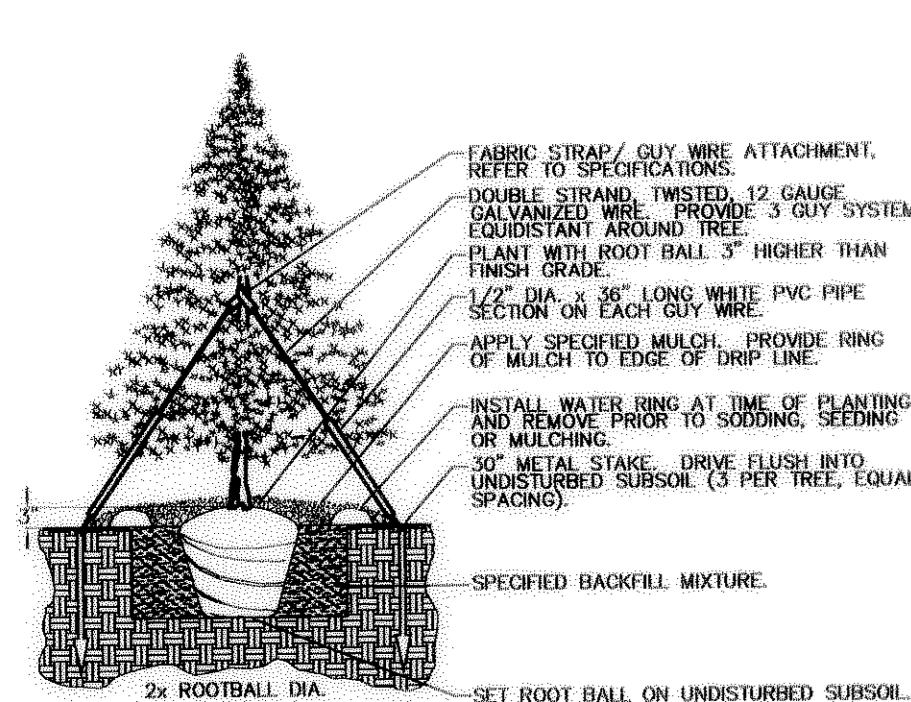 FABRIC STRAP/ GUY WIRE ATTACHMENT,
REFER TO SPECIFICATIONS.
DOUBLE STRAND, TWISTED, 12 GAUGE
GALVANIZED WIRE. PROVIDE 3 GUY SYSTEM
EQUIDISTANT AROUND TREE.
PLANT WITH ROOT BALL 3" HIGHER THAN
FINISH GRADE.
1/2" DIA. x 36" LONG WHITE PVC PIPE
SECTION ON EACH GUY WIRE.
APPLY SPECIFIED MULCH. PROVIDE RING
OF MULCH TO EDGE OF DRIP LINE.
INSTALL WATER RING AT TIME OF PLANTING
AND REMOVE PRIOR TO SODDING, SEEDING
OR MULCHING.
30" METAL STAKE. DRIVE FLUSH INTO
UNDISTURBED SUBSOIL (3 PER TREE, EQUAL
SPACING).
3"
SPECIFIED BACKFILL MIXTURE.
2x ROOTBALL DIA.
SET ROOT BALL ON UNDISTURBED SUBSOIL.